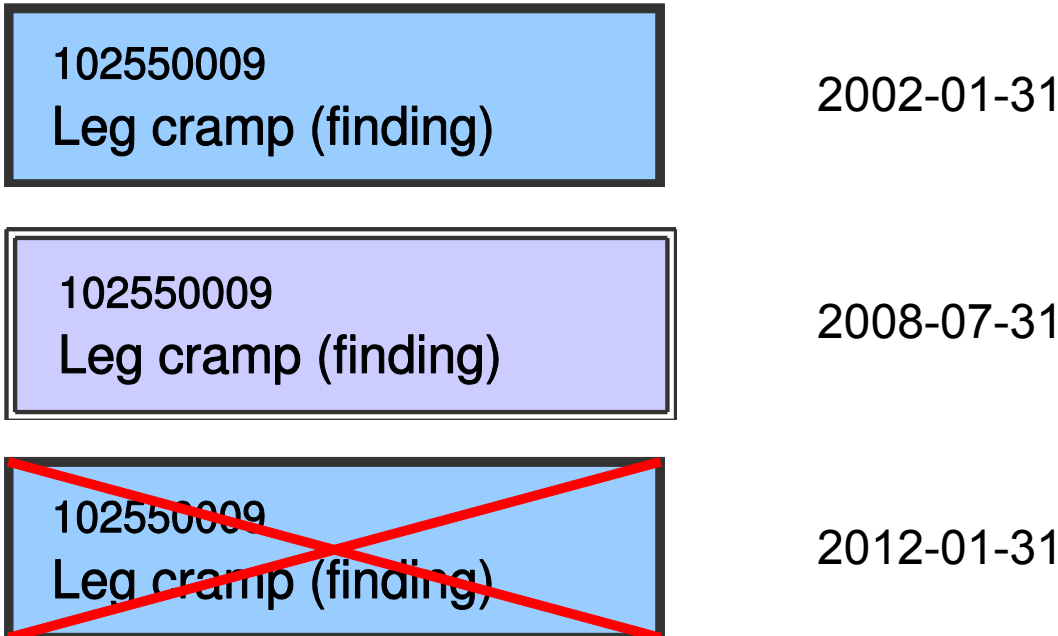 102550009
Leg cramp (finding)
2002-01-31
102550009
Leg cramp (finding)
2008-07-31
102550009
Leg cramp (finding)
2012-01-31